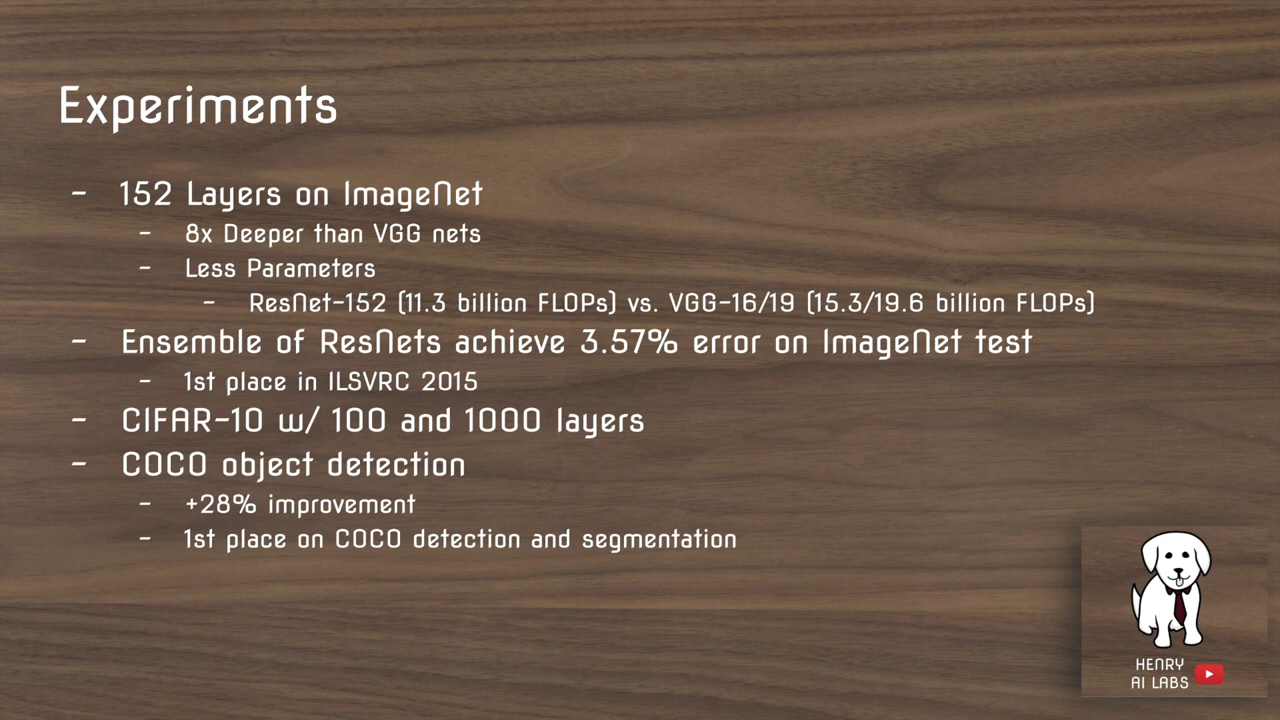 Experiments
- 152 Layers on ImageNet
- 8x Deeper than VGG nets
- Less Parameters
- ResNet-152 (11.3 billion FLOPs) vs. VGG-16/19 (15.3/19.6 billion FLOPs)
- Ensemble of ResNets achieve 3.57% error on ImageNet test
- 1st place in ILSVRC 2015
- CIFAR-10 w/ 100 and 1000 layers
- COCO object detection
- +28% improvement
- 1st place on COCO detection and segmentation
HENRY
AI LABS